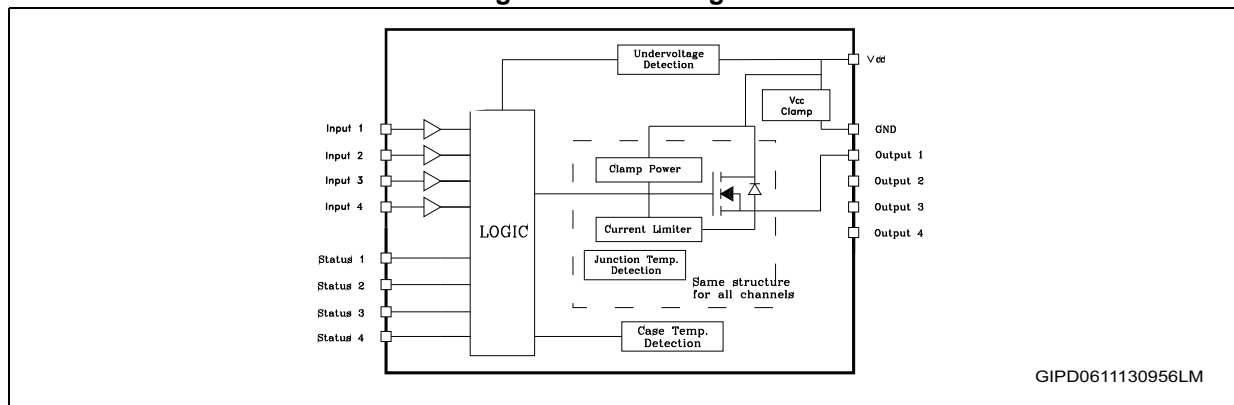 Undervoltage
Detection
Vcc
Clamp
Vdd
GND
Input 1
Input 2
Input 3
Input 4
Status 1
Status 2
Status 3
Status 4
LOGIC
Clamp Power
Current Limiter
Junction Temp.
Detection
Same structure
for all channels
Case Temp.
Detection
Output 1
Output 2
Output 3
Output 4
GIPD0611130956LM